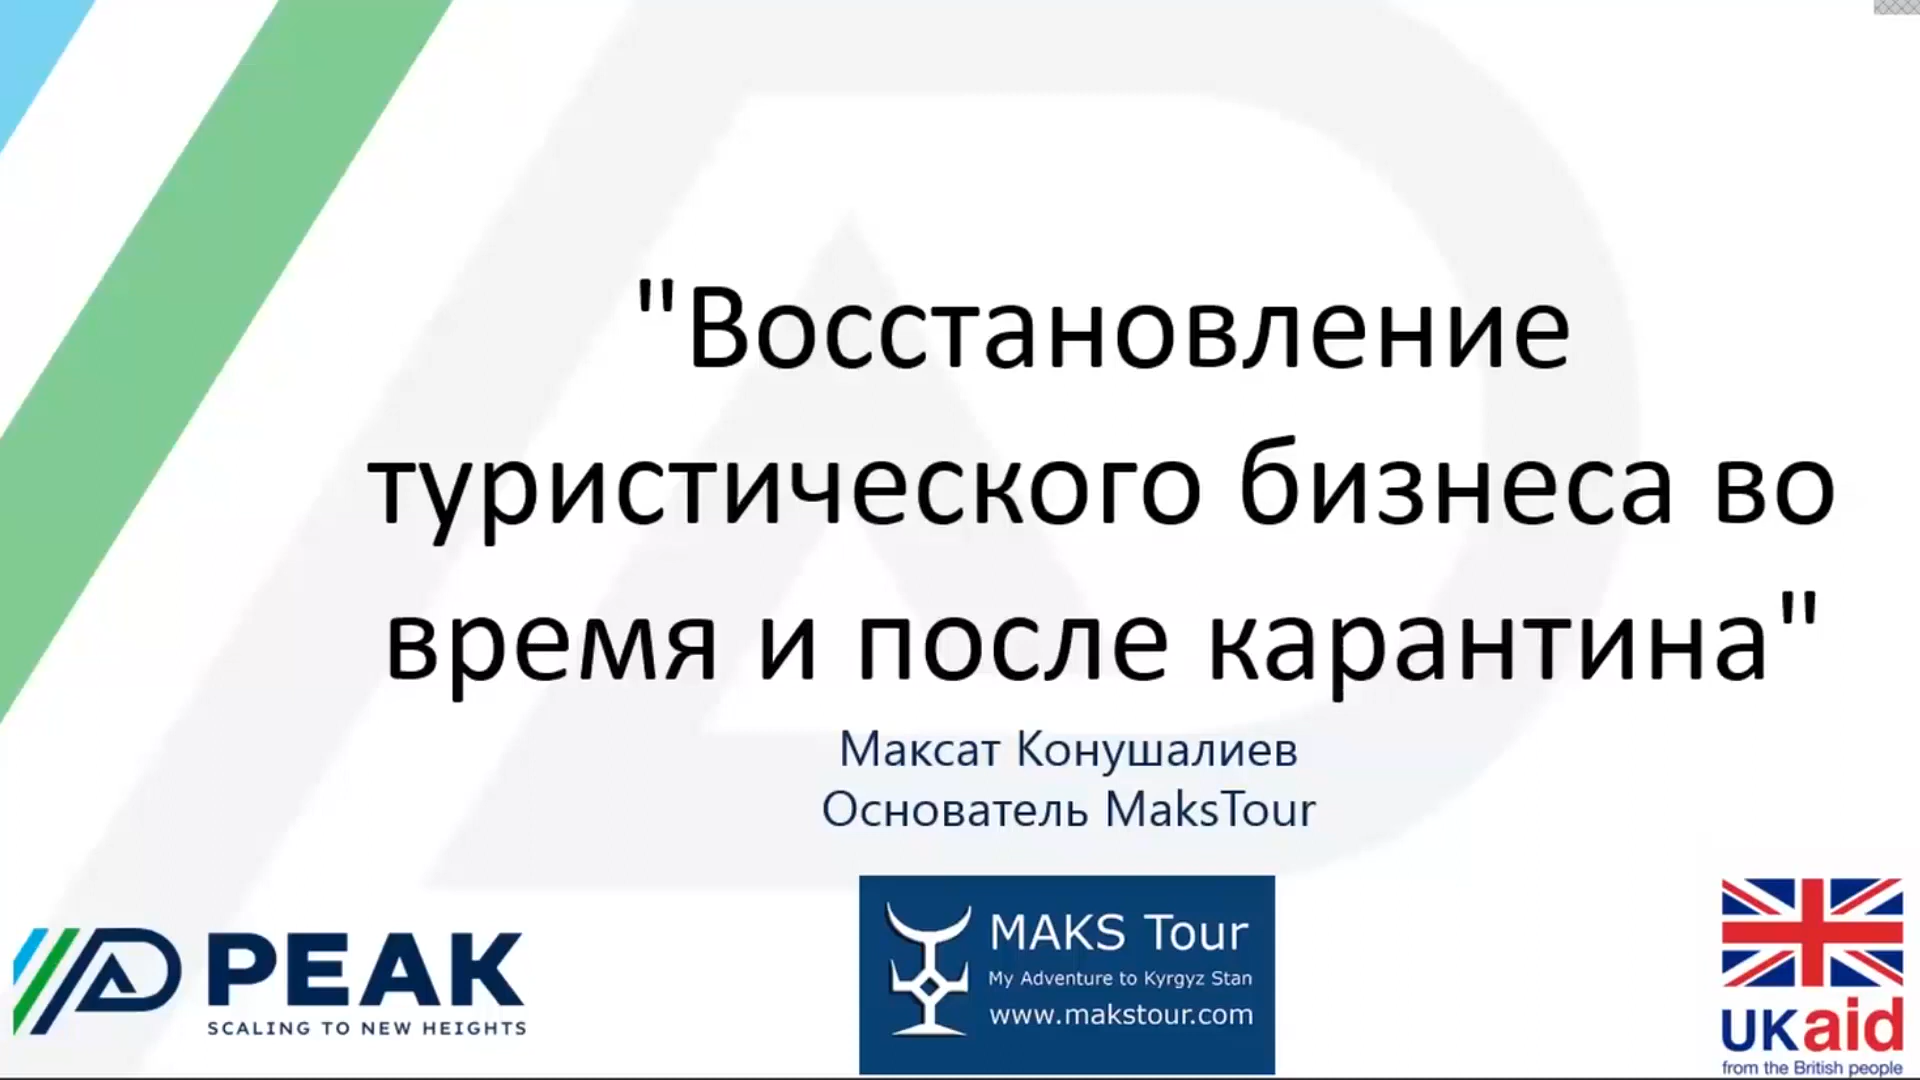 "Восстановление
туристического бизнеса во
время и после карантина"
Максат Конушалиев
Основатель MaksTour
PEAK
SCALING TO NEW HEIGHTS
MAKS Tour
My Adventure to Kyrgyz Stan
www.makstour.com
UKaid
from the British people